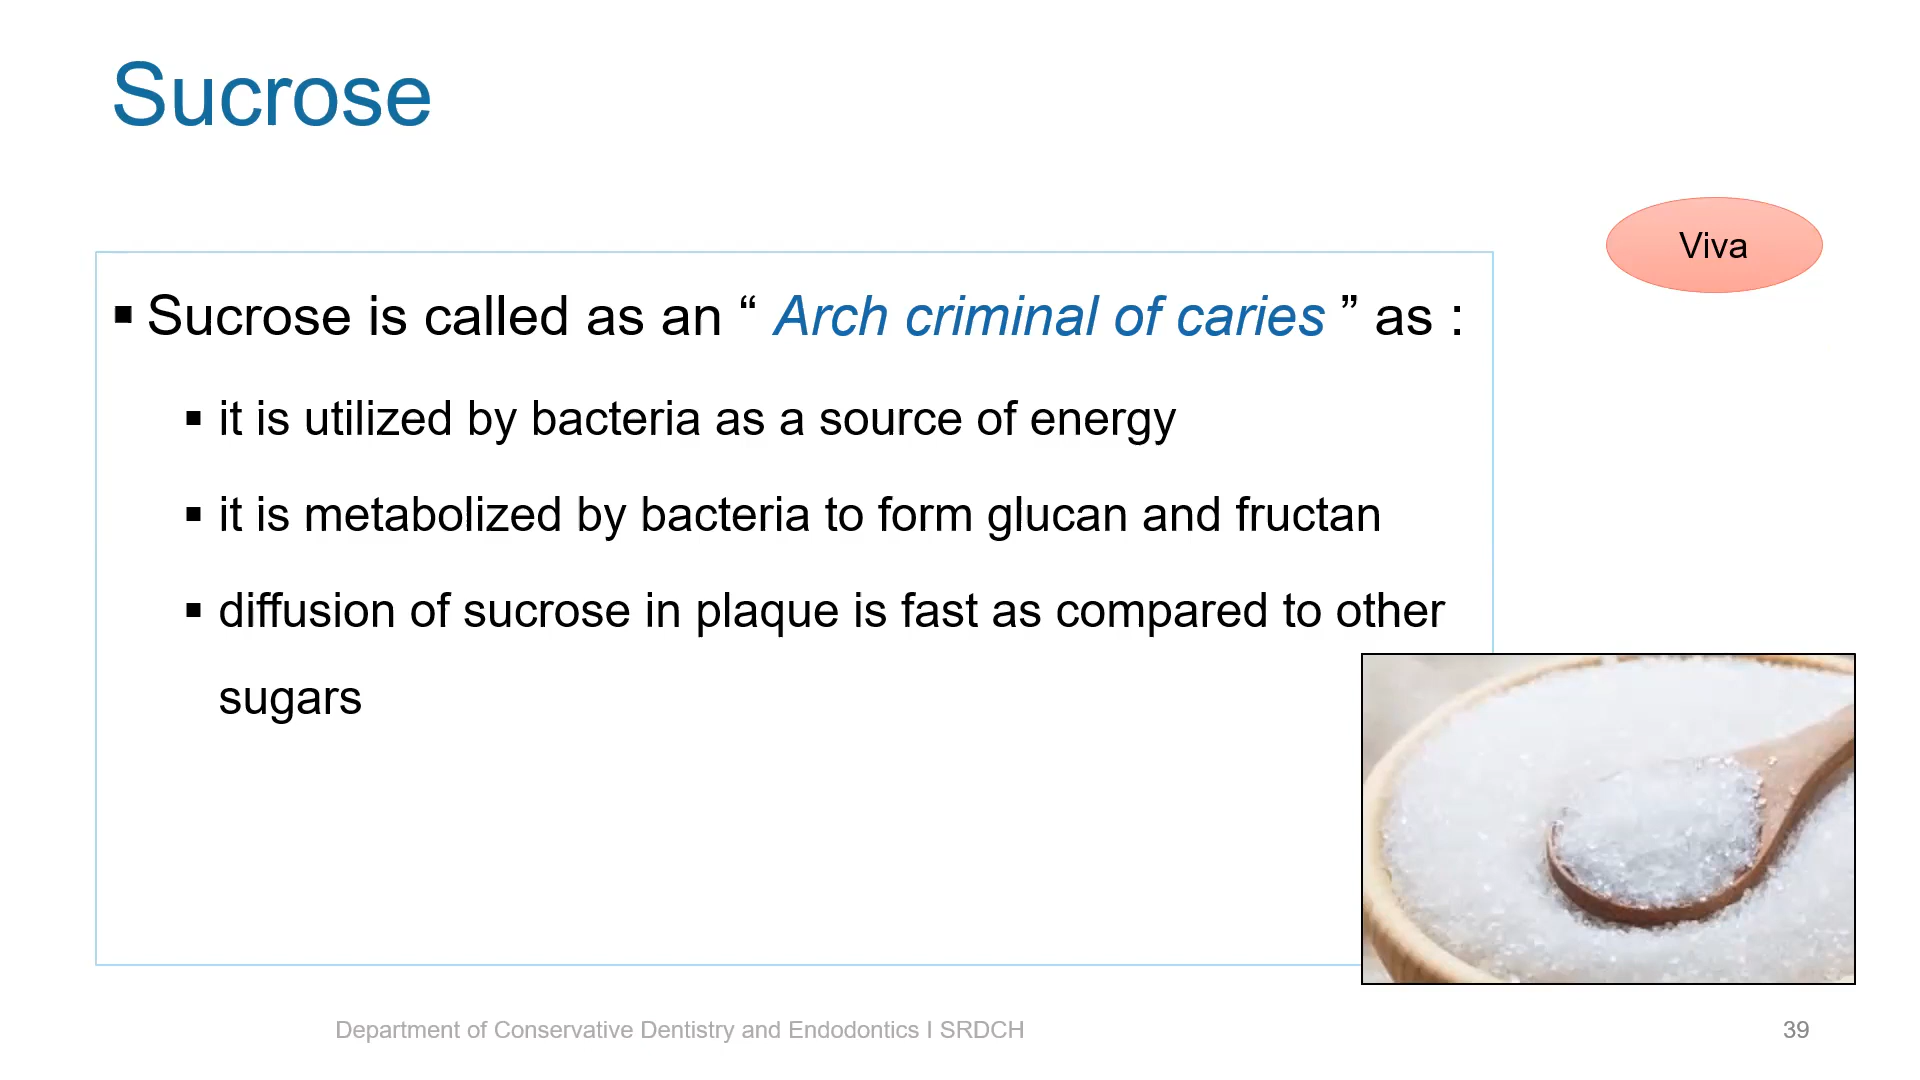 Sucrose
Viva
▪ Sucrose is called as an “ Arch criminal of caries ” as :
▪ it is utilized by bacteria as a source of energy
▪ it is metabolized by bacteria to form glucan and fructan
▪ diffusion of sucrose in plaque is fast as compared to other
sugars
Department of Conservative Dentistry and Endodontics I SRDCH
39